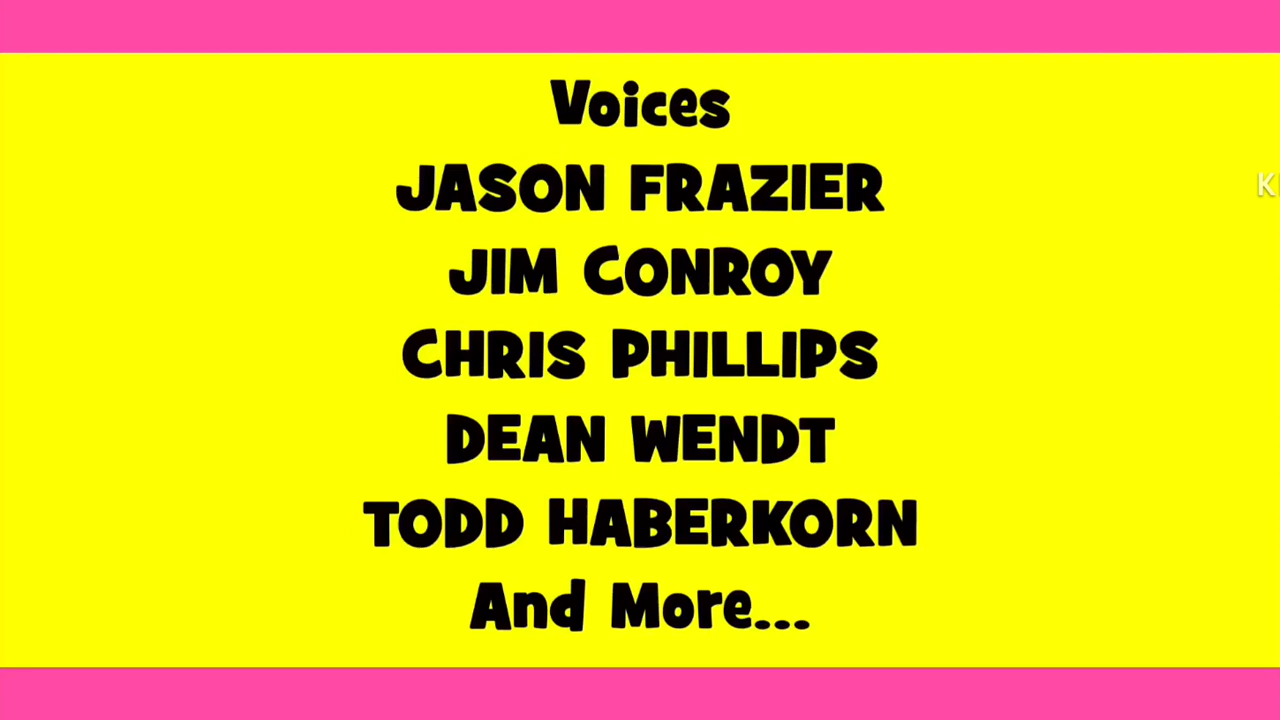 Voices
JASON FRAZIER
JIM CONROY
CHRIS PHILLIPS
DEAN WENDT
TODD HABERKORN
And More...